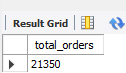 Result Grid
total_orders
21350